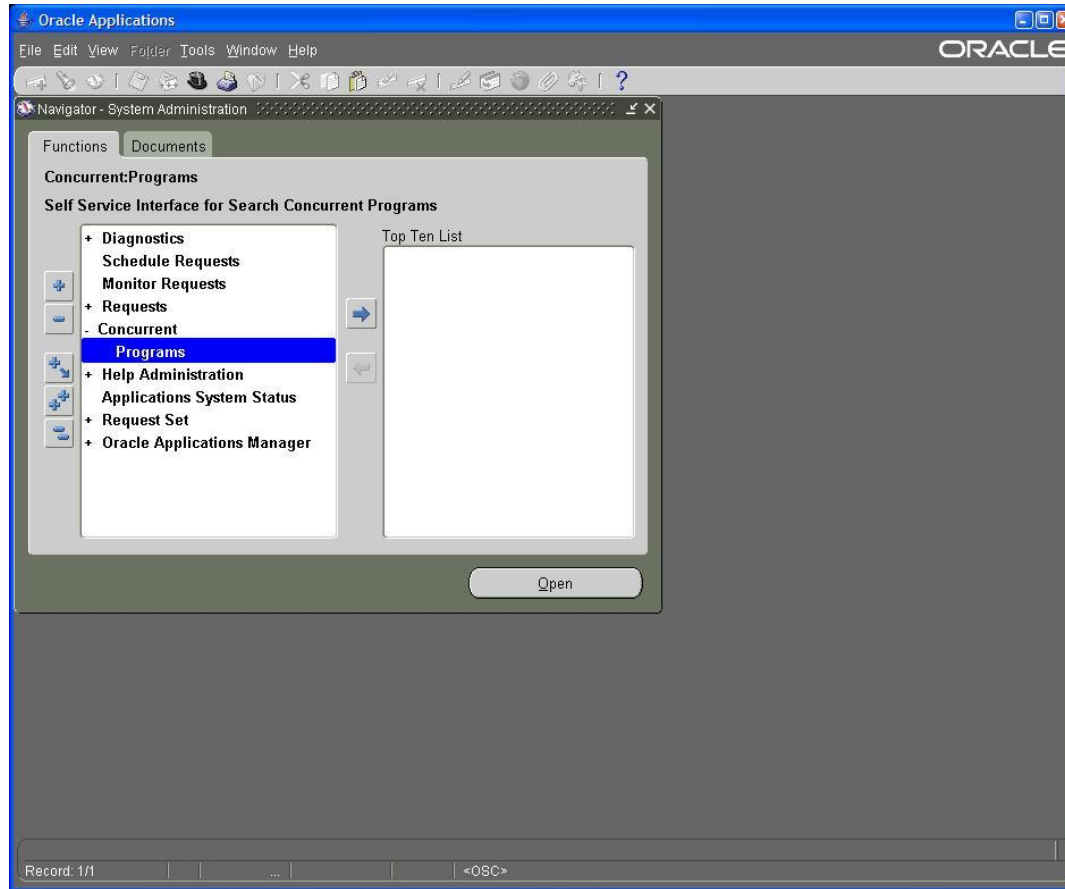 Oracle Applications
File Edit View Folder Tools Window Help
ORACLE
Navigator - System Administration
Functions Documents
Concurrent:Programs
Self Service Interface for Search Concurrent Programs
Top Ten List
+ Diagnostics
Schedule Requests
Monitor Requests
+ Requests
- Concurrent
Programs
+ Help Administration
Applications System Status
+ Request Set
+ Oracle Applications Manager
Open
Record: 1/1 ... <OSC>